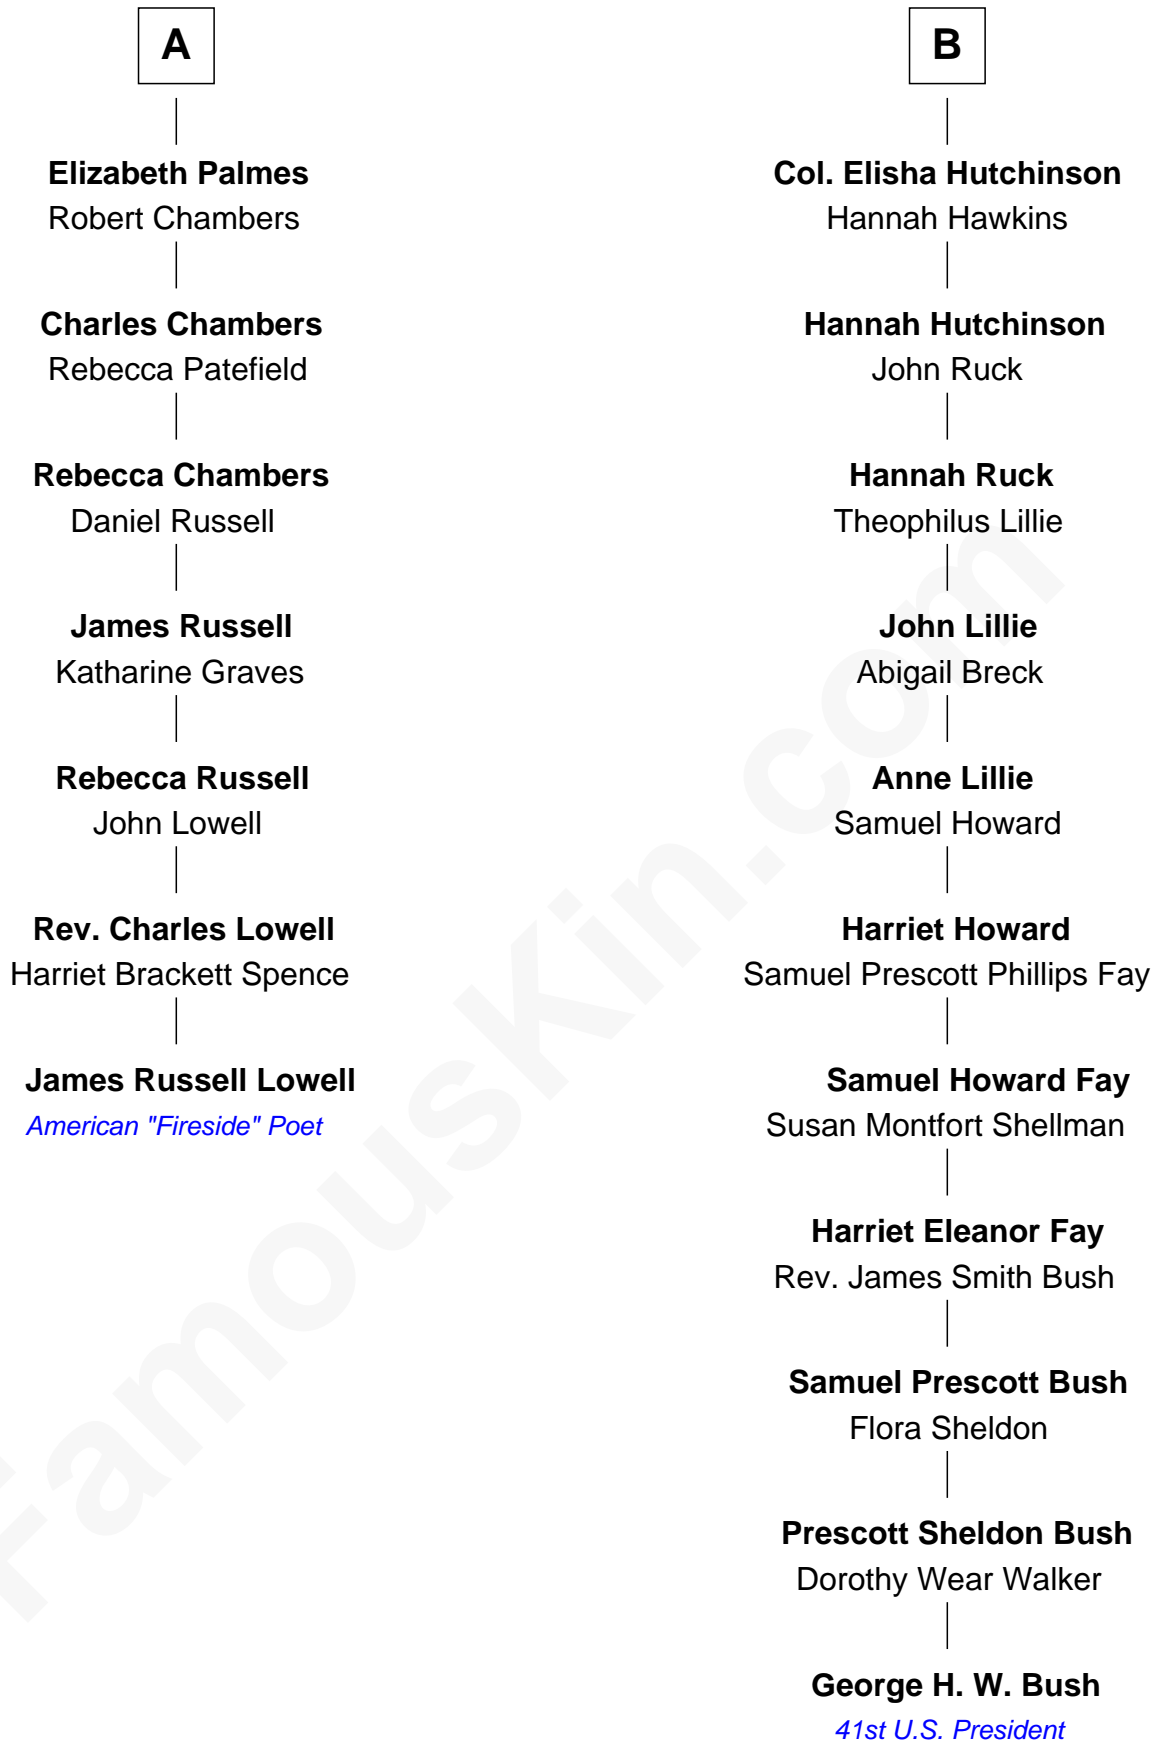 A
Elizabeth Palmes
Robert Chambers
Charles Chambers
Rebecca Patefield
Rebecca Chambers
Daniel Russell
James Russell
Katharine Graves
Rebecca Russell
John Lowell
Rev. Charles Lowell
Harriet Brackett Spence
James Russell Lowell
American "Fireside" Poet
B
Col. Elisha Hutchinson
Hannah Hawkins
Hannah Hutchinson
John Ruck
Hannah Ruck
Theophilus Lillie
John Lillie
Abigail Breck
Anne Lillie
Samuel Howard
Harriet Howard
Samuel Prescott Phillips Fay
Samuel Howard Fay
Susan Montfort Shellman
Harriet Eleanor Fay
Rev. James Smith Bush
Samuel Prescott Bush
Flora Sheldon
Prescott Sheldon Bush
Dorothy Wear Walker
George H. W. Bush
41st U.S. President
FamousKin.com